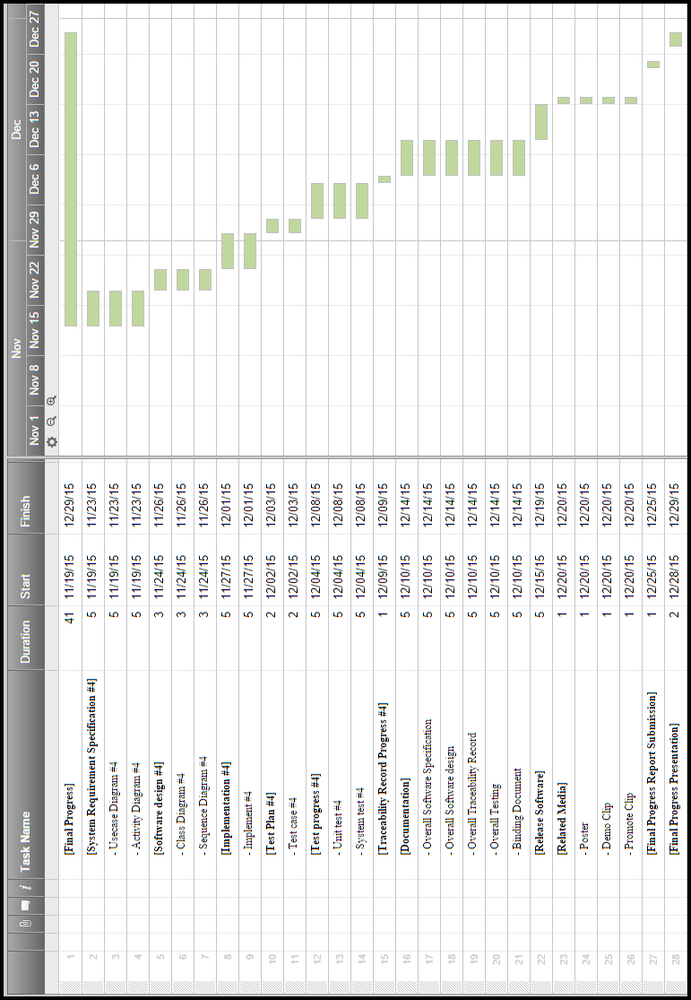 Task Name Duration Start Finish Nov Dec
Nov 1 Nov 8 Nov 15 Nov 22 Nov 29 Dec 6 Dec 13 Dec 20 Dec 27
1 [Final Progress] 41 11/19/15 12/29/15
2 [System Requirement Specification #4] 5 11/19/15 11/23/15
3 - Usecase Diagram #4 5 11/19/15 11/23/15
4 - Activity Diagram #4 5 11/19/15 11/23/15
5 [Software design #4] 3 11/24/15 11/26/15
6 - Class Diagram #4 3 11/24/15 11/26/15
7 - Sequence Diagram #4 3 11/24/15 11/26/15
8 [Implementation #4] 5 11/27/15 12/01/15
9 - Implement #4 5 11/27/15 12/01/15
10 [Test Plan #4] 2 12/02/15 12/03/15
11 - Test case #4 2 12/02/15 12/03/15
12 [Test progress #4] 5 12/04/15 12/08/15
13 - Unit test #4 5 12/04/15 12/08/15
14 - System test #4 5 12/04/15 12/08/15
15 [Traceability Record Progress #4] 1 12/09/15 12/09/15
16 [Documentation] 5 12/10/15 12/14/15
17 - Overall Software Specification 5 12/10/15 12/14/15
18 - Overall Software design 5 12/10/15 12/14/15
19 - Overall Traceability Record 5 12/10/15 12/14/15
20 - Overall Testing 5 12/10/15 12/14/15
21 - Binding Document 5 12/10/15 12/14/15
22 [Release Software] 5 12/15/15 12/19/15
23 [Related Media] 1 12/20/15 12/20/15
24 - Poster 1 12/20/15 12/20/15
25 - Demo Clip 1 12/20/15 12/20/15
26 - Promote Clip 1 12/20/15 12/20/15
27 [Final Progress Report Submission] 1 12/25/15 12/25/15
28 [Final Progress Presentation] 2 12/28/15 12/29/15